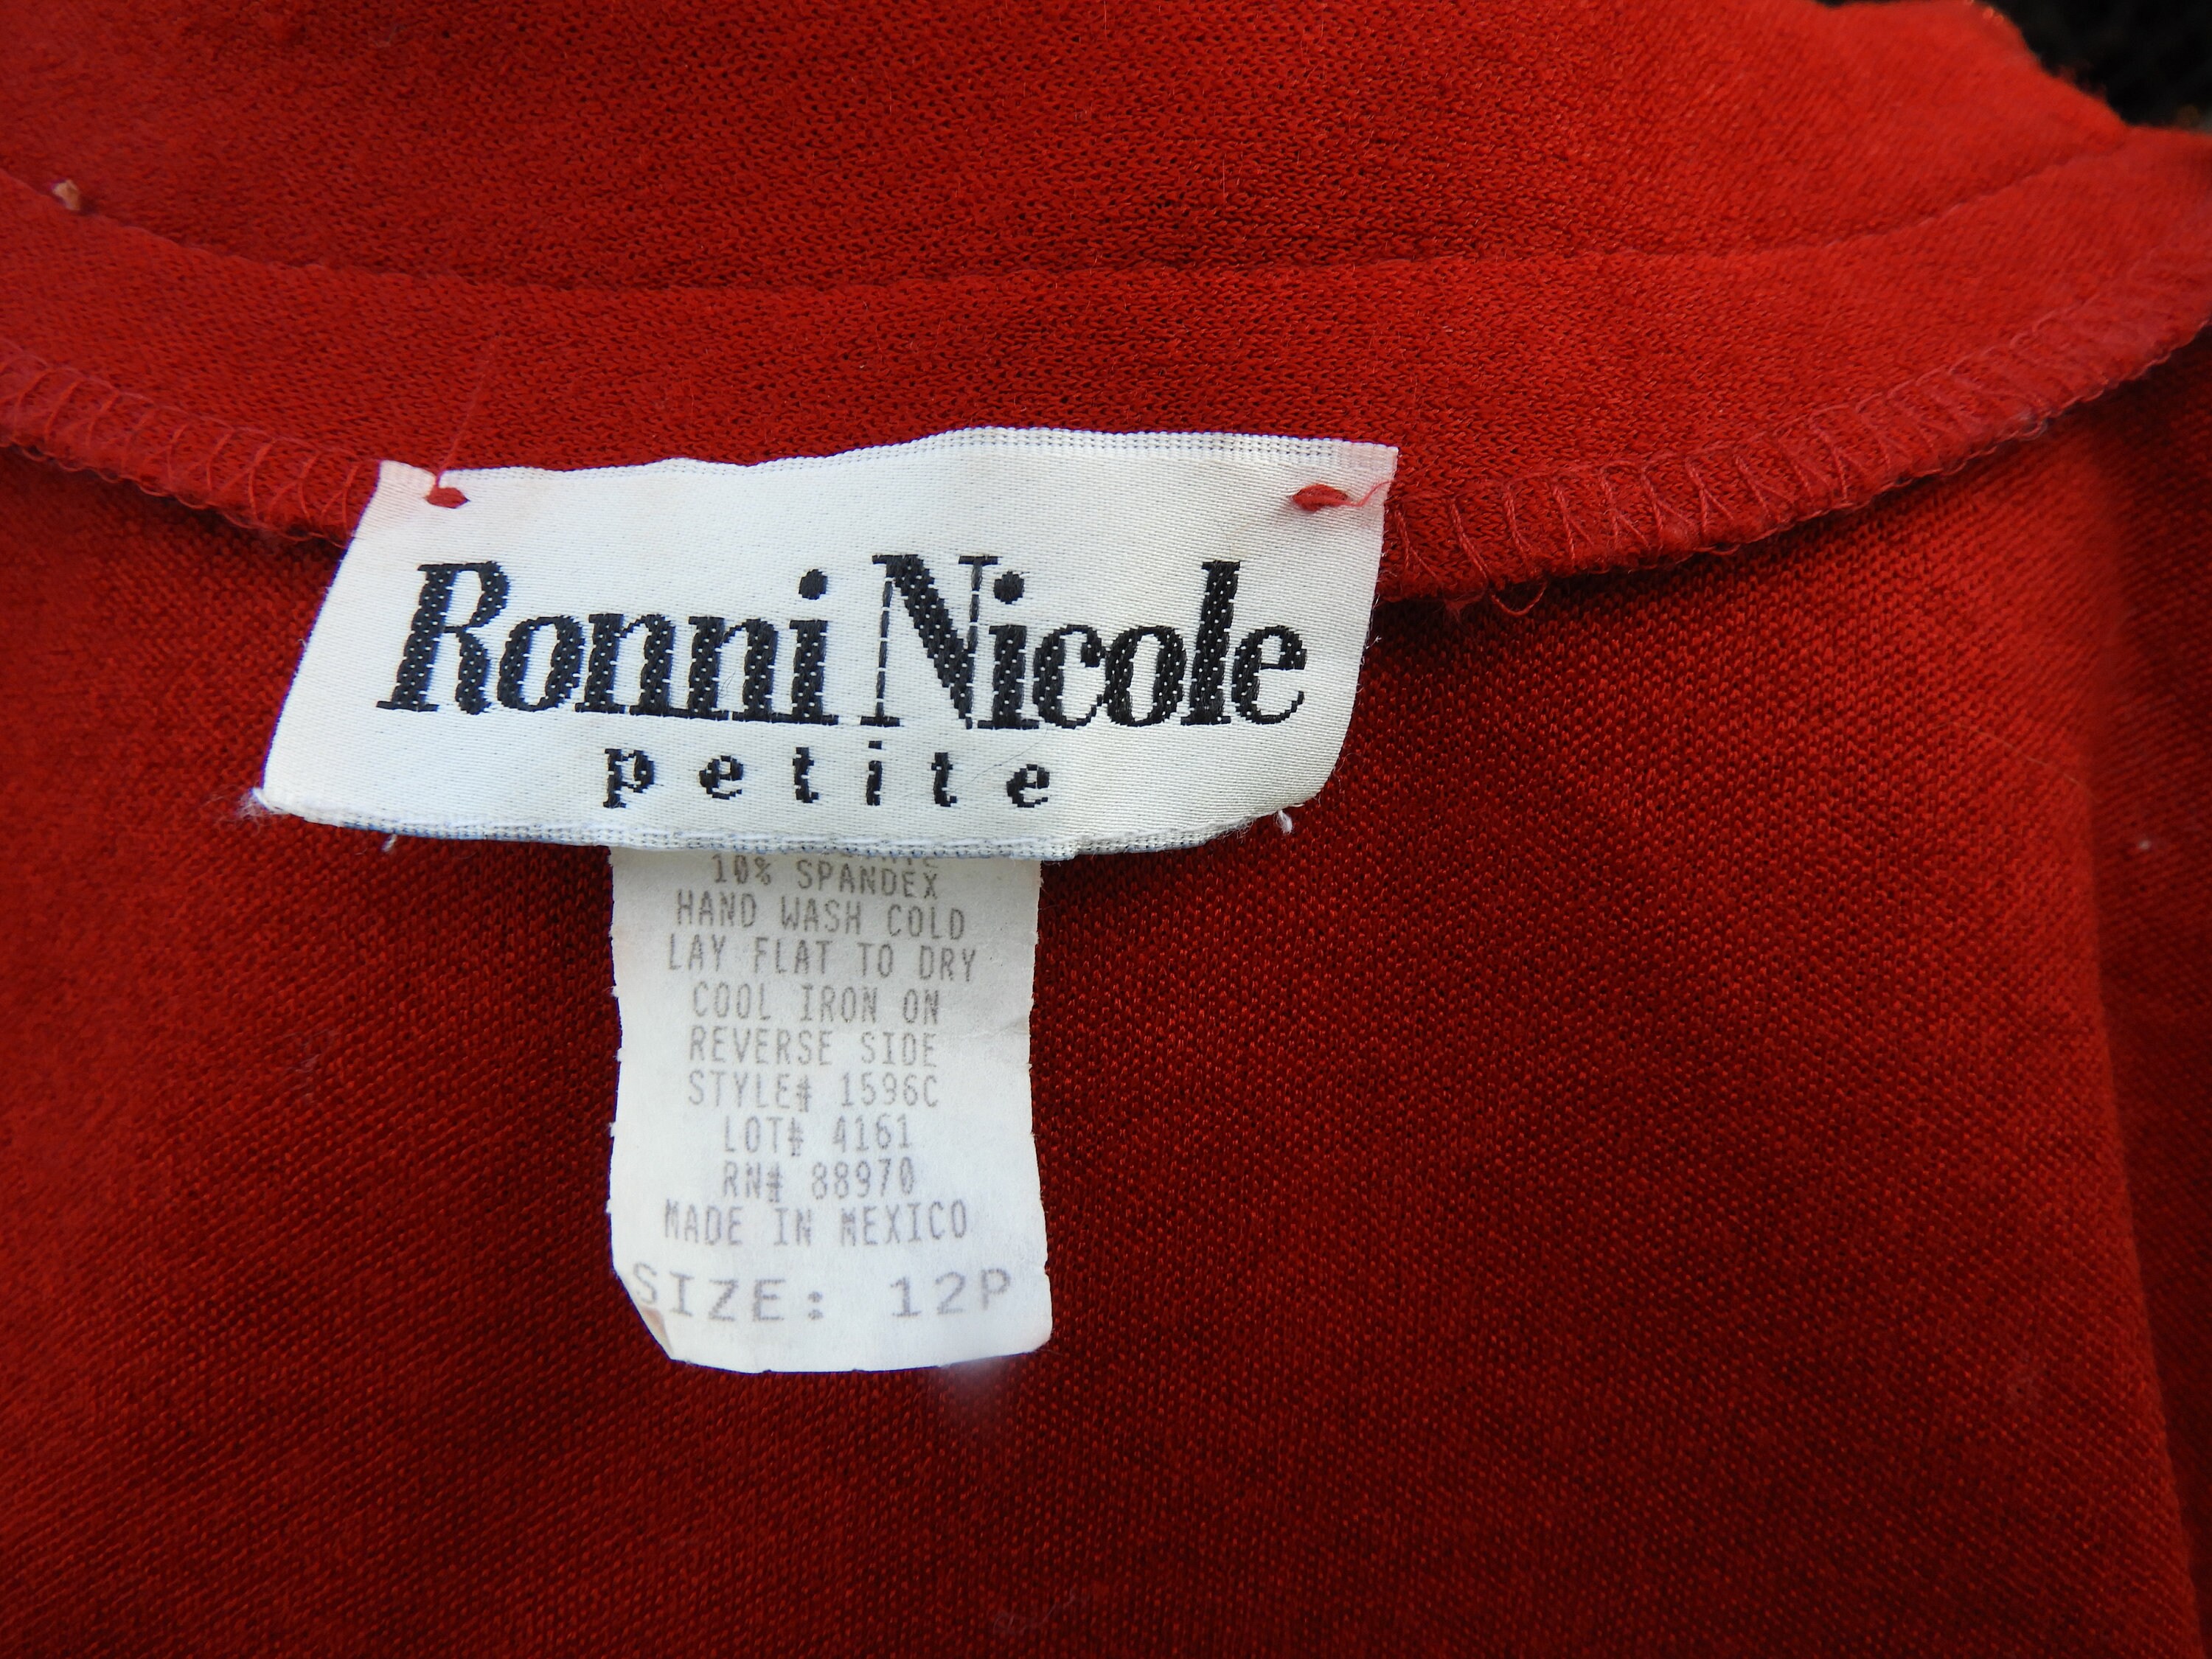 Ronni Nicole
petite
10% SPANDEX
HAND WASH COLD
LAY FLAT TO DRY
COOL IRON ON
REVERSE SIDE
STYLE# 1596C
LOT# 4161
RN# 88970
MADE IN MEXICO
SIZE: 12P